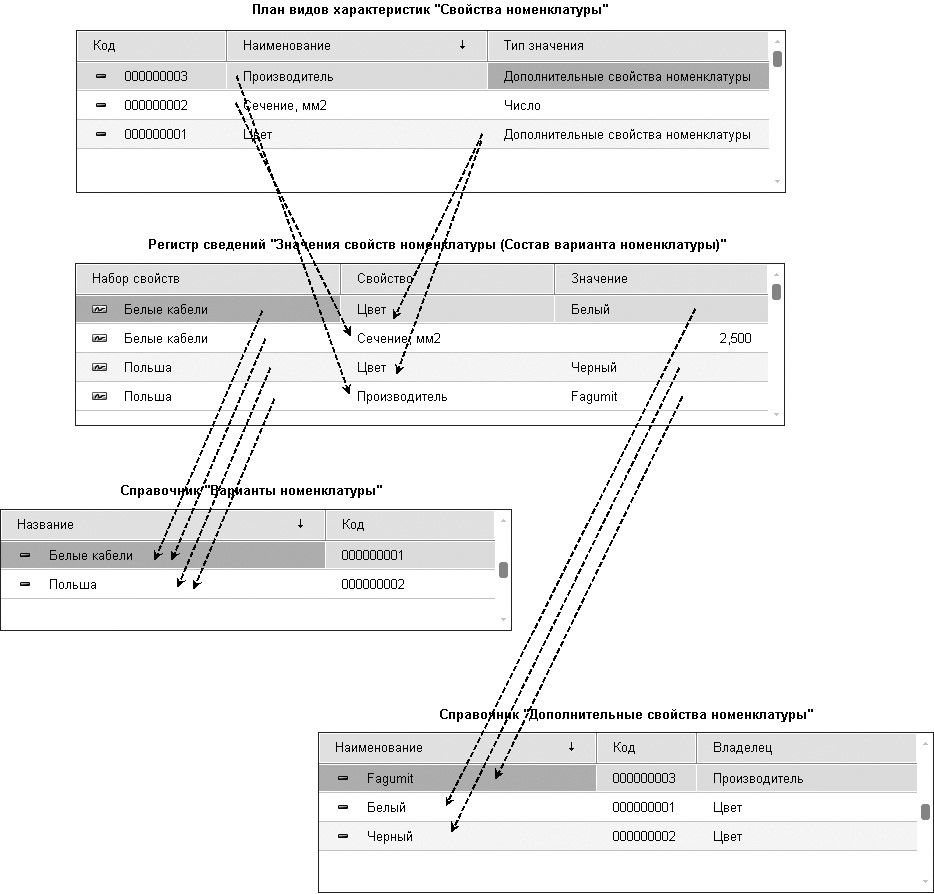 План видов характеристик "Свойства номенклатуры"
Код Наименование ↓ Тип значения
000000003 Производитель Дополнительные свойства номенклатуры
000000002 Сечение, мм2 Число
000000001 Цвет Дополнительные свойства номенклатуры
Регистр сведений "Значения свойств номенклатуры (Состав варианта номенклатуры)"
Набор свойств Свойство Значение
Белые кабели Цвет Белый
Белые кабели Сечение, мм2 2,500
Польша Цвет Черный
Польша Производитель Fagumit
Справочник "Варианты номенклатуры"
Название ↓ Код
Белые кабели 000000001
Польша 000000002
Справочник "Дополнительные свойства номенклатуры"
Наименование ↓ Код Владелец
Fagumit 000000003 Производитель
Белый 000000001 Цвет
Черный 000000002 Цвет